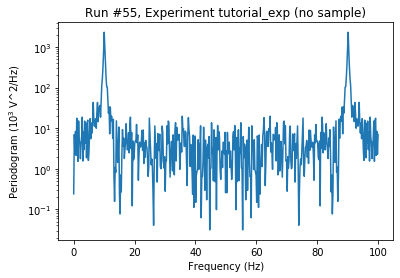 Run #55, Experiment tutorial_exp (no sample)
Periodogram (10³ V^2/Hz)
10³
10²
10¹
10⁰
10⁻¹
0 20 40 60 80 100
Frequency (Hz)